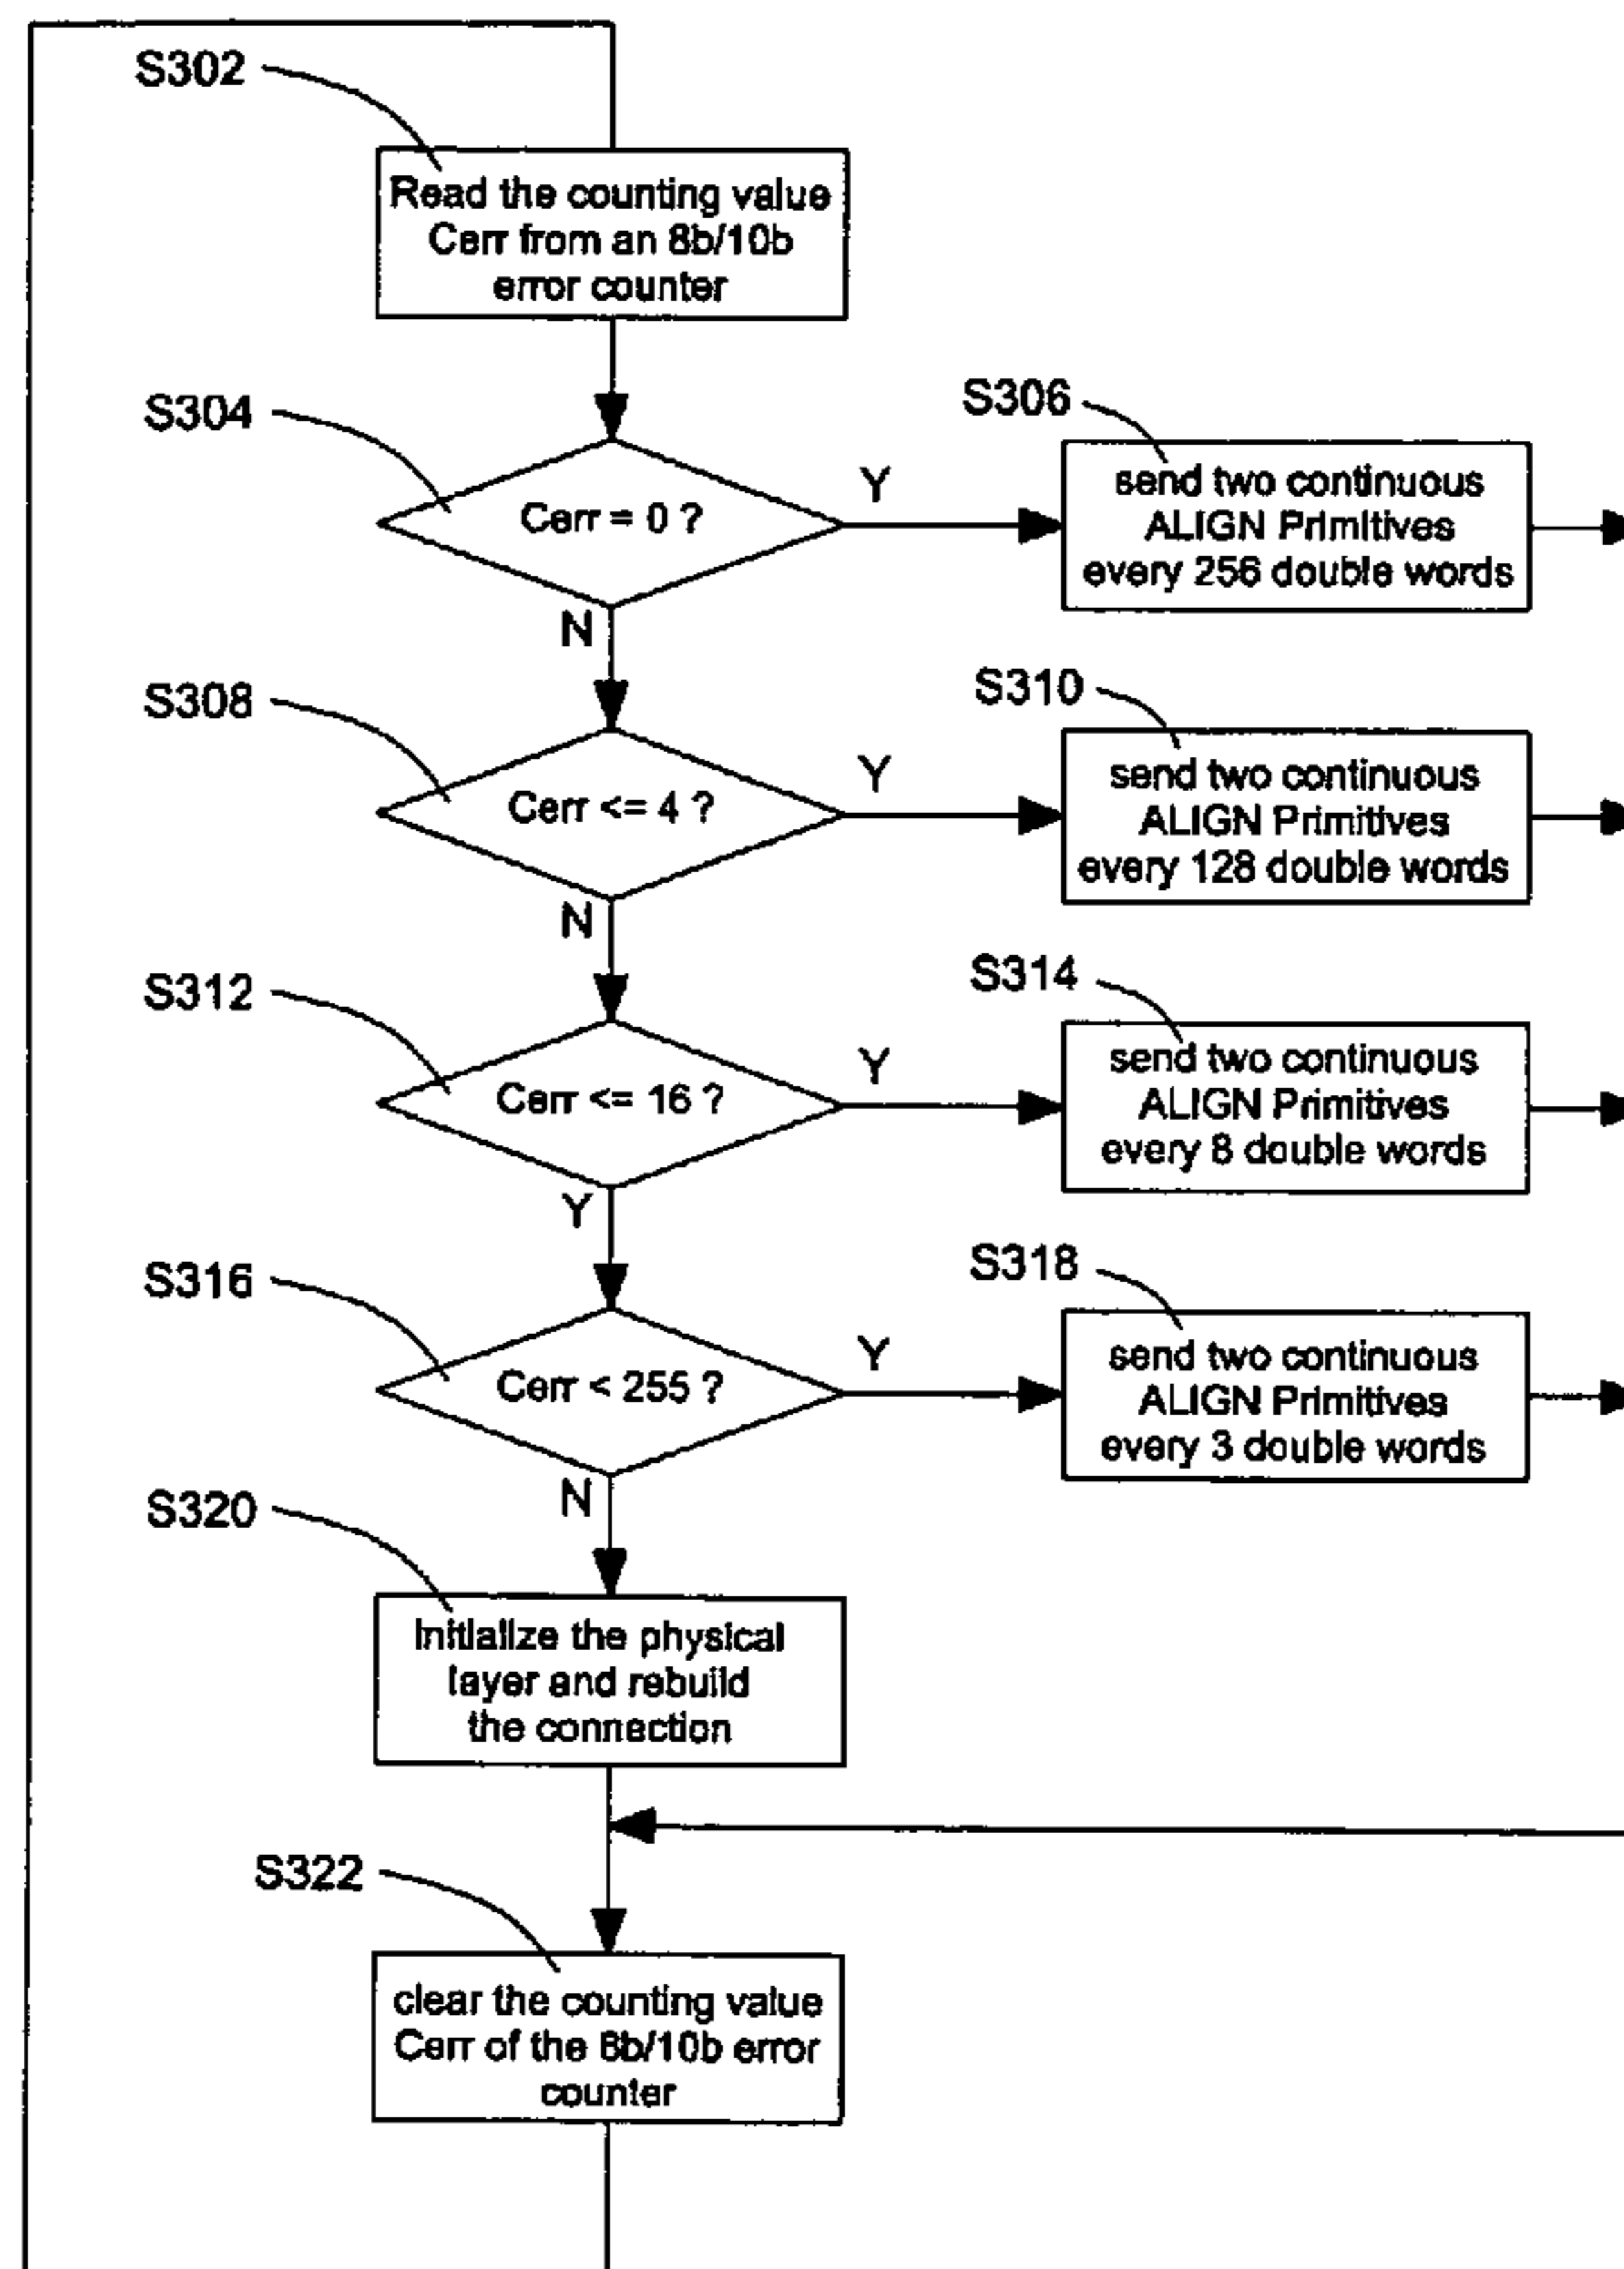 S302
Read the counting value
Cerr from an 8b/10b
error counter
S304
Cerr = 0 ?
Y
N
S306
send two continuous
ALIGN Primitives
every 256 double words
S308
Cerr <= 4 ?
Y
N
S310
send two continuous
ALIGN Primitives
every 128 double words
S312
Cerr <= 16 ?
Y
Y
S314
send two continuous
ALIGN Primitives
every 8 double words
S316
Cerr < 255 ?
Y
N
S318
send two continuous
ALIGN Primitives
every 3 double words
S320
Initialize the physical
layer and rebuild
the connection
S322
clear the counting value
Cerr of the 8b/10b error
counter